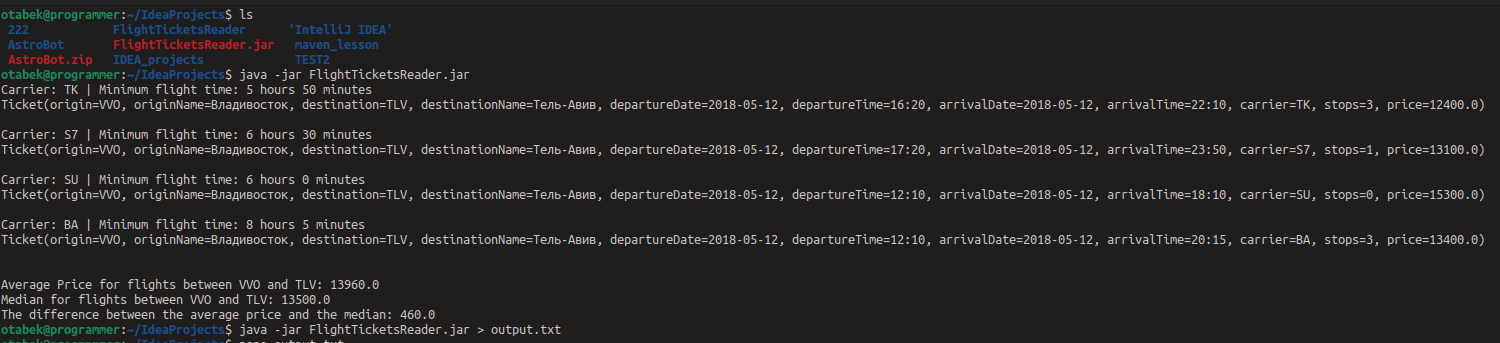 otabek@programmer:~/IdeaProjects$ ls
222 FlightTicketsReader 'IntelliJ IDEA'
AstroBot FlightTicketsReader.jar maven_lesson
AstroBot.zip IDEA_projects TEST2
otabek@programmer:~/IdeaProjects$ java -jar FlightTicketsReader.jar
Carrier: TK | Minimum flight time: 5 hours 50 minutes
Ticket(origin=VVO, originName=Владивосток, destination=TLV, destinationName=Тель-Авив, departureDate=2018-05-12, departureTime=16:20, arrivalDate=2018-05-12, arrivalTime=22:10, carrier=TK, stops=3, price=12400.0)
Carrier: S7 | Minimum flight time: 6 hours 30 minutes
Ticket(origin=VVO, originName=Владивосток, destination=TLV, destinationName=Тель-Авив, departureDate=2018-05-12, departureTime=17:20, arrivalDate=2018-05-12, arrivalTime=23:50, carrier=S7, stops=1, price=13100.0)
Carrier: SU | Minimum flight time: 6 hours 0 minutes
Ticket(origin=VVO, originName=Владивосток, destination=TLV, destinationName=Тель-Авив, departureDate=2018-05-12, departureTime=12:10, arrivalDate=2018-05-12, arrivalTime=18:10, carrier=SU, stops=0, price=15300.0)
Carrier: BA | Minimum flight time: 8 hours 5 minutes
Ticket(origin=VVO, originName=Владивосток, destination=TLV, destinationName=Тель-Авив, departureDate=2018-05-12, departureTime=12:10, arrivalDate=2018-05-12, arrivalTime=20:15, carrier=BA, stops=3, price=13400.0)
Average Price for flights between VVO and TLV: 13960.0
Median for flights between VVO and TLV: 13500.0
The difference between the average price and the median: 460.0
otabek@programmer:~/IdeaProjects$ java -jar FlightTicketsReader.jar > output.txt
otabek@programmer:~/IdeaProjects$ output.txt